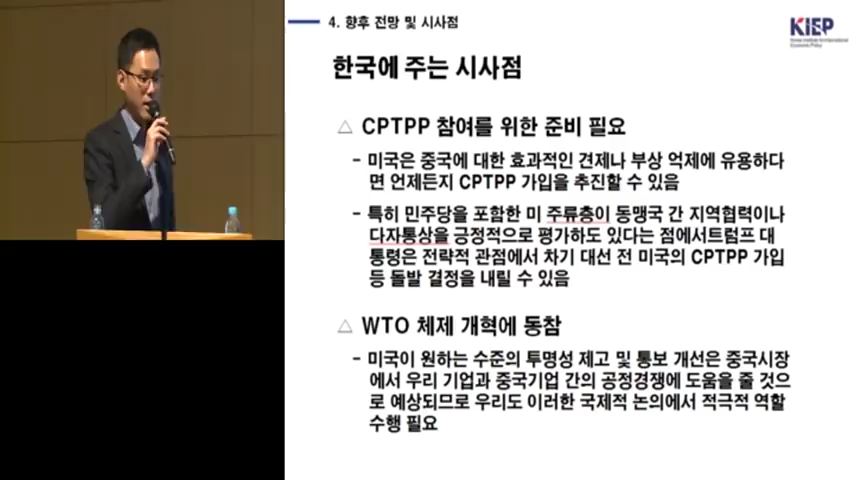 4. 향후 전망 및 시사점
KIEP
한국에 주는 시사점
△ CPTPP 참여를 위한 준비 필요
- 미국은 중국에 대한 효과적인 견제나 부상 억제에 유용하다
면 언제든지 CPTPP 가입을 추진할 수 있음
- 특히 민주당을 포함한 미 주류층이 동맹국 간 지역협력이나
다자통상을 긍정적으로 평가하도 있다는 점에서트럼프 대
통령은 전략적 관점에서 차기 대선 전 미국의 CPTPP 가입
등 돌발 결정을 내릴 수 있음
△ WTO 체제 개혁에 동참
- 미국이 원하는 수준의 투명성 제고 및 통보 개선은 중국시장
에서 우리 기업과 중국기업 간의 공정경쟁에 도움을 줄 것으
로 예상되므로 우리도 이러한 국제적 논의에서 적극적 역할
수행 필요